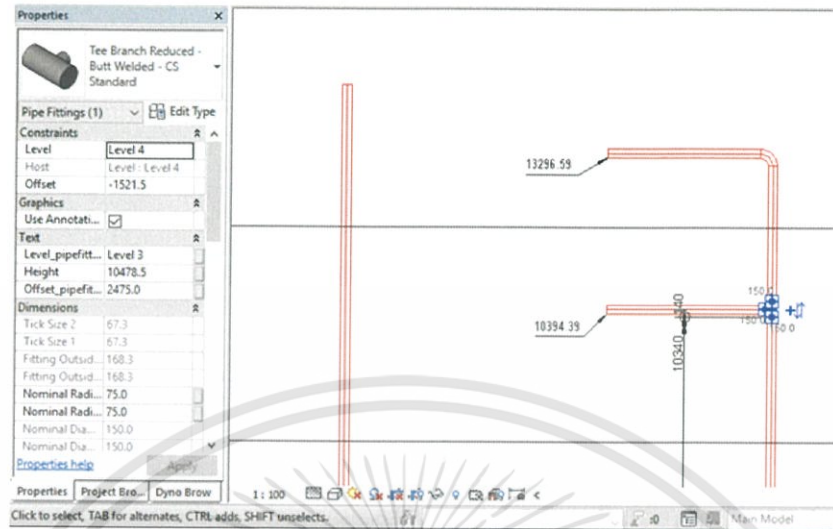 Properties
Tee Branch Reduced -
Butt Welded - CS
Standard
Pipe Fittings (1)
Edit Type
Constraints
Level Level 4
Host Level : Level 4
Offset -1521.5
Graphics
Use Annotati...
Text
Level_pipefitt... Level 3
Height 10478.5
Offset_pipefit... 2475.0
Dimensions
Tick Size 2 67.3
Tick Size 1 67.3
Fitting Outsid... 168.3
Fitting Outsid... 168.3
Nominal Radi... 75.0
Nominal Radi... 75.0
Nominal Dia... 150.0
Nominal Dia... 150.0
Properties help
Apply
Properties
Project Bro...
Dyno Brow
Click to select, TAB for alternates, CTRL adds, SHIFT unselects.
13296.59
10394.39
150.0
150.0
10340
1 : 100
:0
Main Model